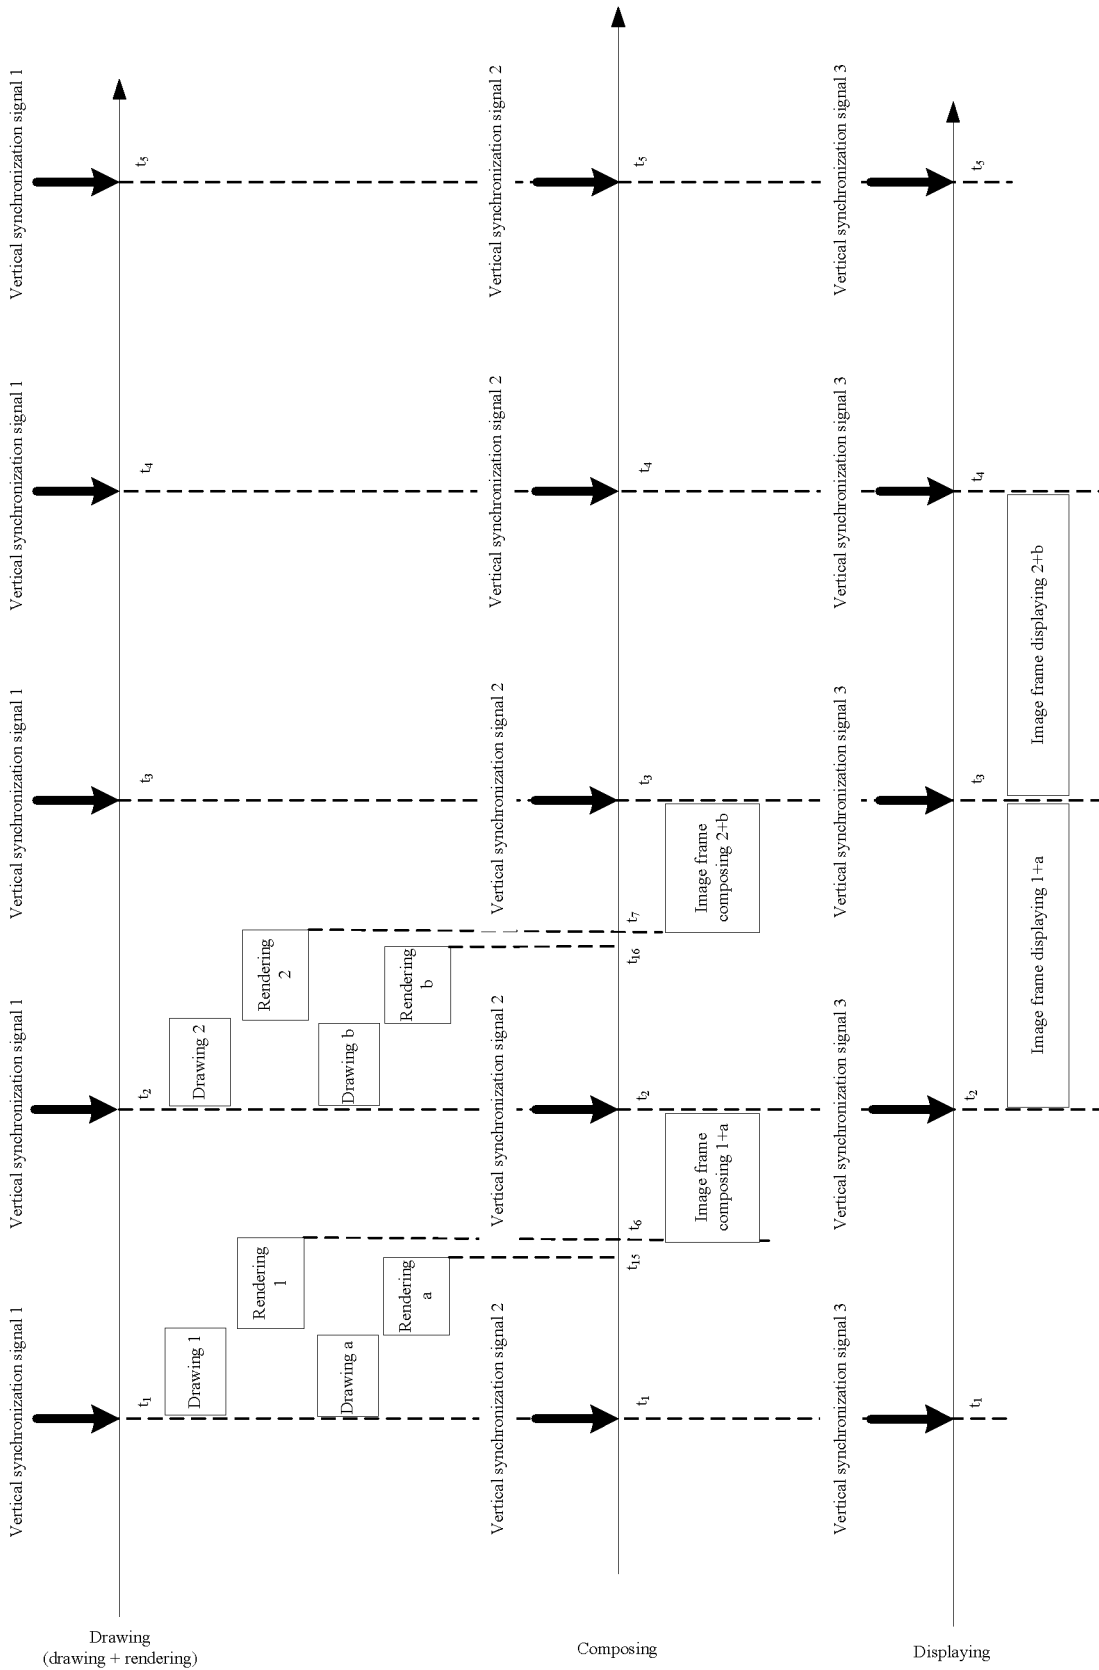 Vertical synchronization signal 1
Vertical synchronization signal 1
Vertical synchronization signal 1
Vertical synchronization signal 1
Vertical synchronization signal 1
Drawing
(drawing + rendering)
t₁
t₂
t₃
t₄
t₅
Drawing 1
Drawing 2
Rendering
1
Rendering
2
Drawing a
Drawing b
Rendering
a
Rendering
b
Vertical synchronization signal 2
Vertical synchronization signal 2
Vertical synchronization signal 2
Vertical synchronization signal 2
Vertical synchronization signal 2
Composing
t₁
t₁₅
t₆
t₂
t₁₆
t₇
t₃
t₄
t₅
Image frame
composing 1+a
Image frame
composing 2+b
Vertical synchronization signal 3
Vertical synchronization signal 3
Vertical synchronization signal 3
Vertical synchronization signal 3
Vertical synchronization signal 3
Displaying
t₁
t₂
t₃
t₄
t₅
Image frame displaying 1+a
Image frame displaying 2+b